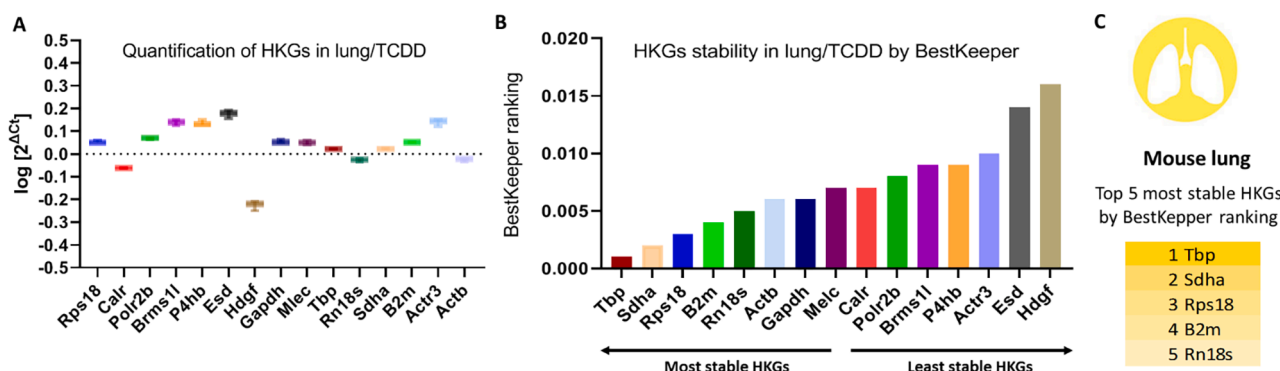 A
Quantification of HKGs in lung/TCDD
log [2^ΔCt]
0.5
0.4
0.3
0.2
0.1
0.0
-0.1
-0.2
-0.3
-0.4
-0.5
Rps18
Calr
Polr2b
Brms1l
P4hb
Esd
Hdgf
Gapdh
Mlec
Tbp
Rn18s
Sdha
B2m
Actr3
Actb
B
HKGs stability in lung/TCDD by BestKeeper
BestKeeper ranking
0.020
0.015
0.010
0.005
0.000
Tbp
Sdha
Rps18
B2m
Rn18s
Actb
Gapdh
Melc
Calr
Polr2b
Brms1l
P4hb
Actr3
Esd
Hdgf
Most stable HKGs
Least stable HKGs
C
Mouse lung
Top 5 most stable HKGs
by BestKepper ranking
1 Tbp
2 Sdha
3 Rps18
4 B2m
5 Rn18s